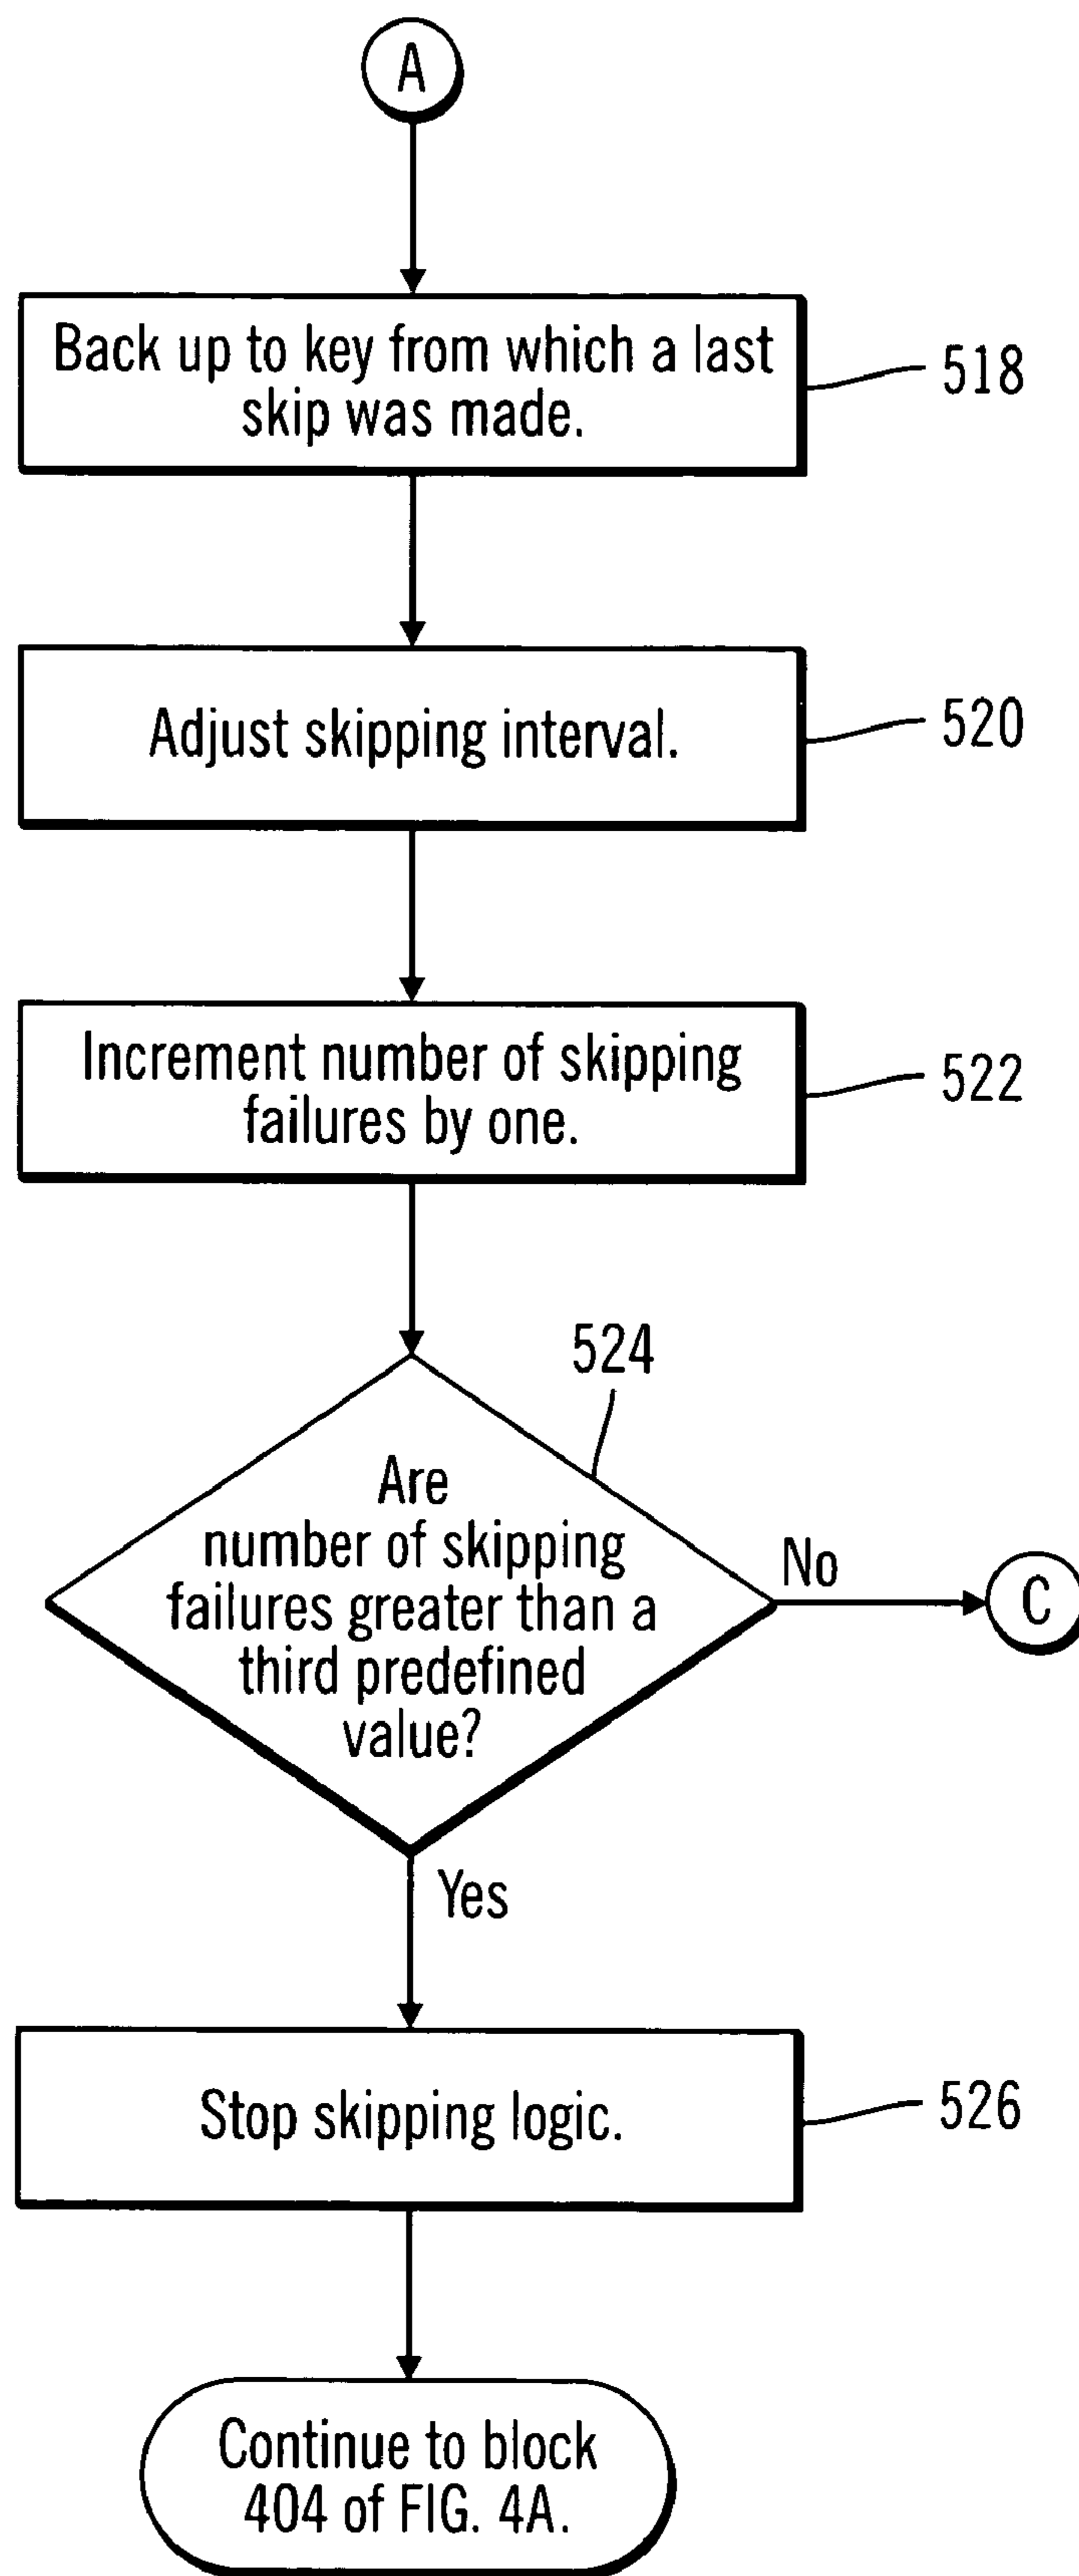 A
Back up to key from which a last
skip was made.
518
Adjust skipping interval.
520
Increment number of skipping
failures by one.
522
524
Are
number of skipping
failures greater than a
third predefined
value?
No
C
Yes
Stop skipping logic.
526
Continue to block
404 of FIG. 4A.